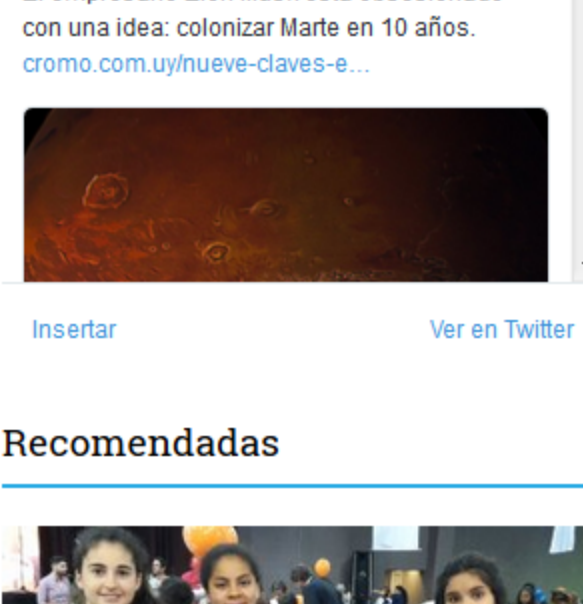 con una idea: colonizar Marte en 10 años.
cromo.com.uy/nueve-claves-e...
Insertar
Ver en Twitter
Recomendadas